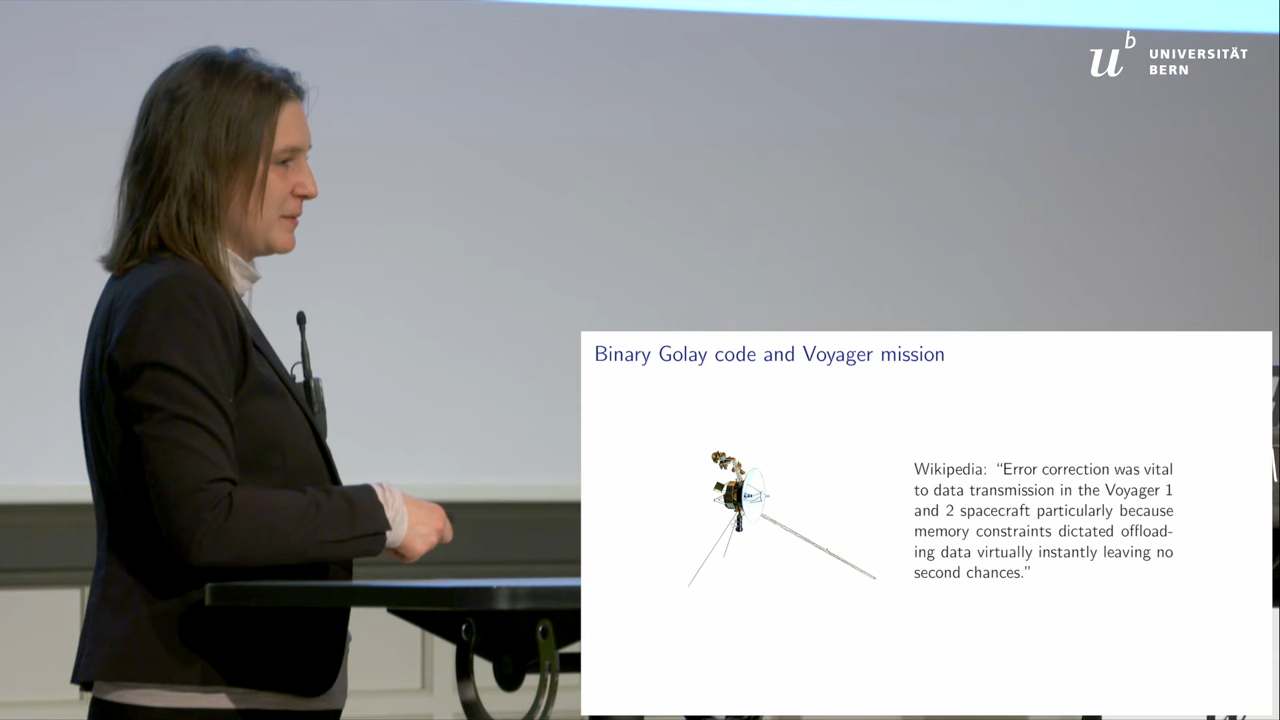 u
b
UNIVERSITÄT
BERN
Binary Golay code and Voyager mission
Wikipedia: “Error correction was vital
to data transmission in the Voyager 1
and 2 spacecraft particularly because
memory constraints dictated offload-
ing data virtually instantly leaving no
second chances.”